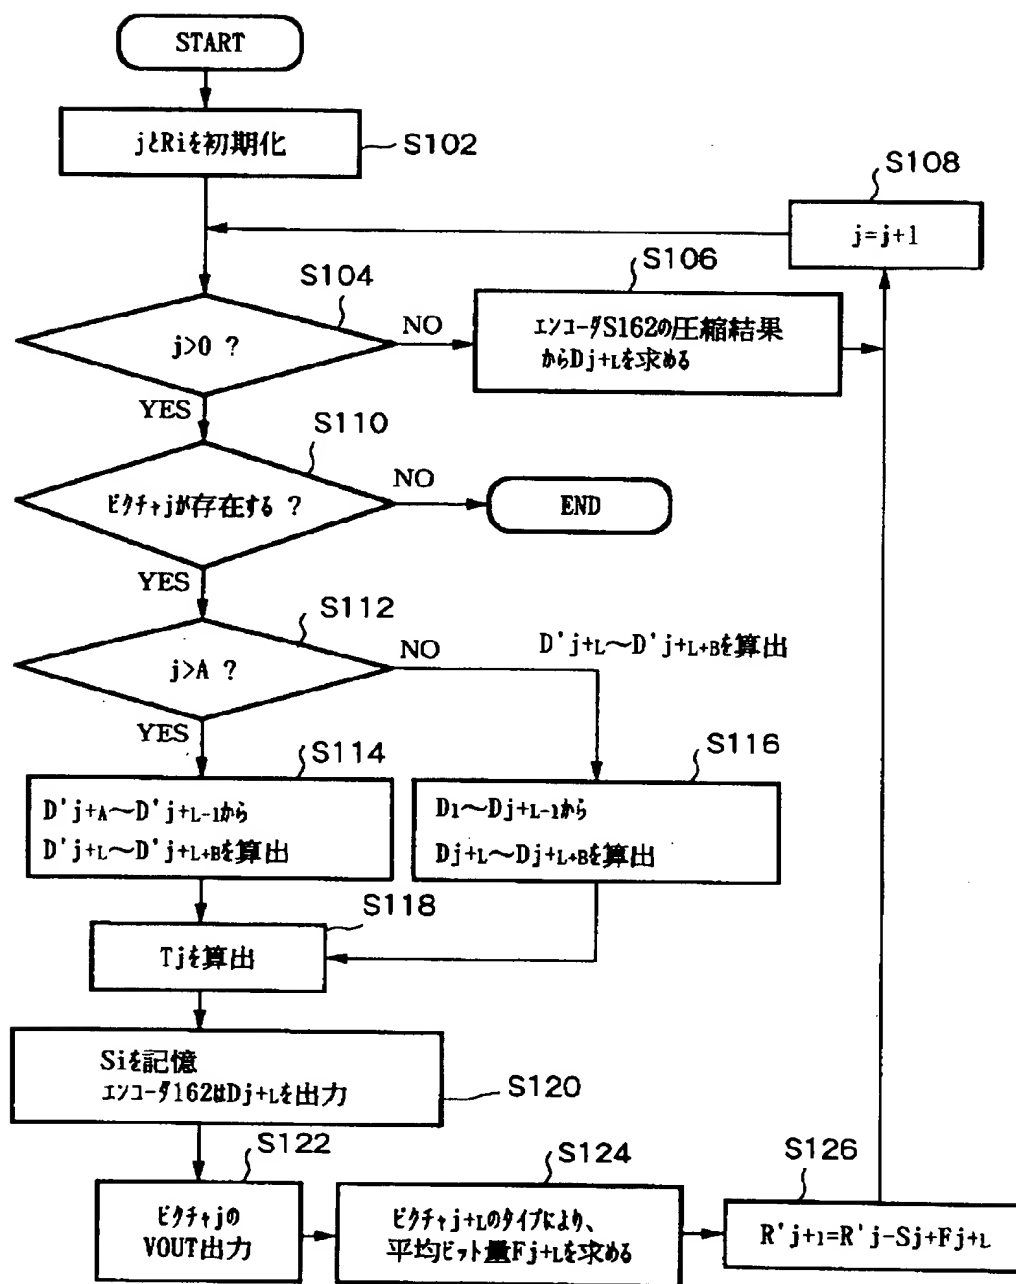 START
jとRiを初期化
S102
S108
j=j+1
S104
S106
j>0 ?
NO
エンコーダS162の圧縮結果
からDj+Lを求める
YES
S110
ピクチャjが存在する ?
NO
END
YES
S112
j>A ?
NO
D'j+L～D'j+L+Bを算出
YES
S114
S116
D'j+A～D'j+L-1から
D'j+L～D'j+L+Bを算出
D1～Dj+L-1から
Dj+L～Dj+L+Bを算出
S118
Tjを算出
Siを記憶
エンコーダ162はDj+Lを出力
S120
S122
S124
S126
ピクチャjの
VOUT出力
ピクチャj+Lのタイプにより、
平均ビット量Fj+Lを求める
R'j+1=R'j-Sj+Fj+L